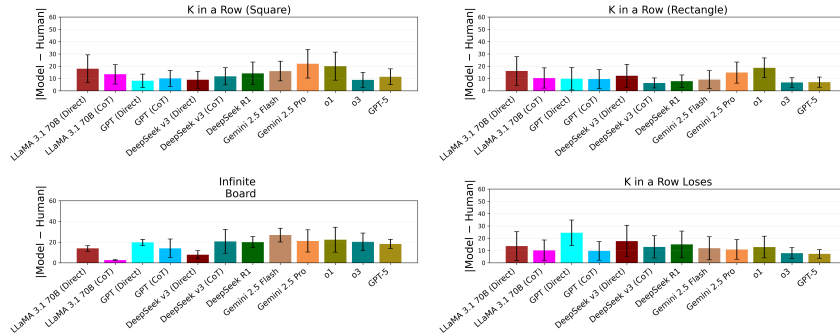 K in a Row (Square)
|Model − Human|
60
50
40
30
20
10
0
LLaMA 3.1 70B (Direct)
LLaMA 3.1 70B (CoT)
GPT (Direct)
GPT (CoT)
DeepSeek v3 (Direct)
DeepSeek v3 (CoT)
DeepSeek R1
Gemini 2.5 Flash
Gemini 2.5 Pro
o1
o3
GPT-5
K in a Row (Rectangle)
|Model − Human|
60
50
40
30
20
10
0
LLaMA 3.1 70B (Direct)
LLaMA 3.1 70B (CoT)
GPT (Direct)
GPT (CoT)
DeepSeek v3 (Direct)
DeepSeek v3 (CoT)
DeepSeek R1
Gemini 2.5 Flash
Gemini 2.5 Pro
o1
o3
GPT-5
Infinite
Board
|Model − Human|
60
40
20
0
LLaMA 3.1 70B (Direct)
LLaMA 3.1 70B (CoT)
GPT (Direct)
GPT (CoT)
DeepSeek v3 (Direct)
DeepSeek v3 (CoT)
DeepSeek R1
Gemini 2.5 Flash
Gemini 2.5 Pro
o1
o3
GPT-5
K in a Row Loses
|Model − Human|
60
50
40
30
20
10
0
LLaMA 3.1 70B (Direct)
LLaMA 3.1 70B (CoT)
GPT (Direct)
GPT (CoT)
DeepSeek v3 (Direct)
DeepSeek v3 (CoT)
DeepSeek R1
Gemini 2.5 Flash
Gemini 2.5 Pro
o1
o3
GPT-5